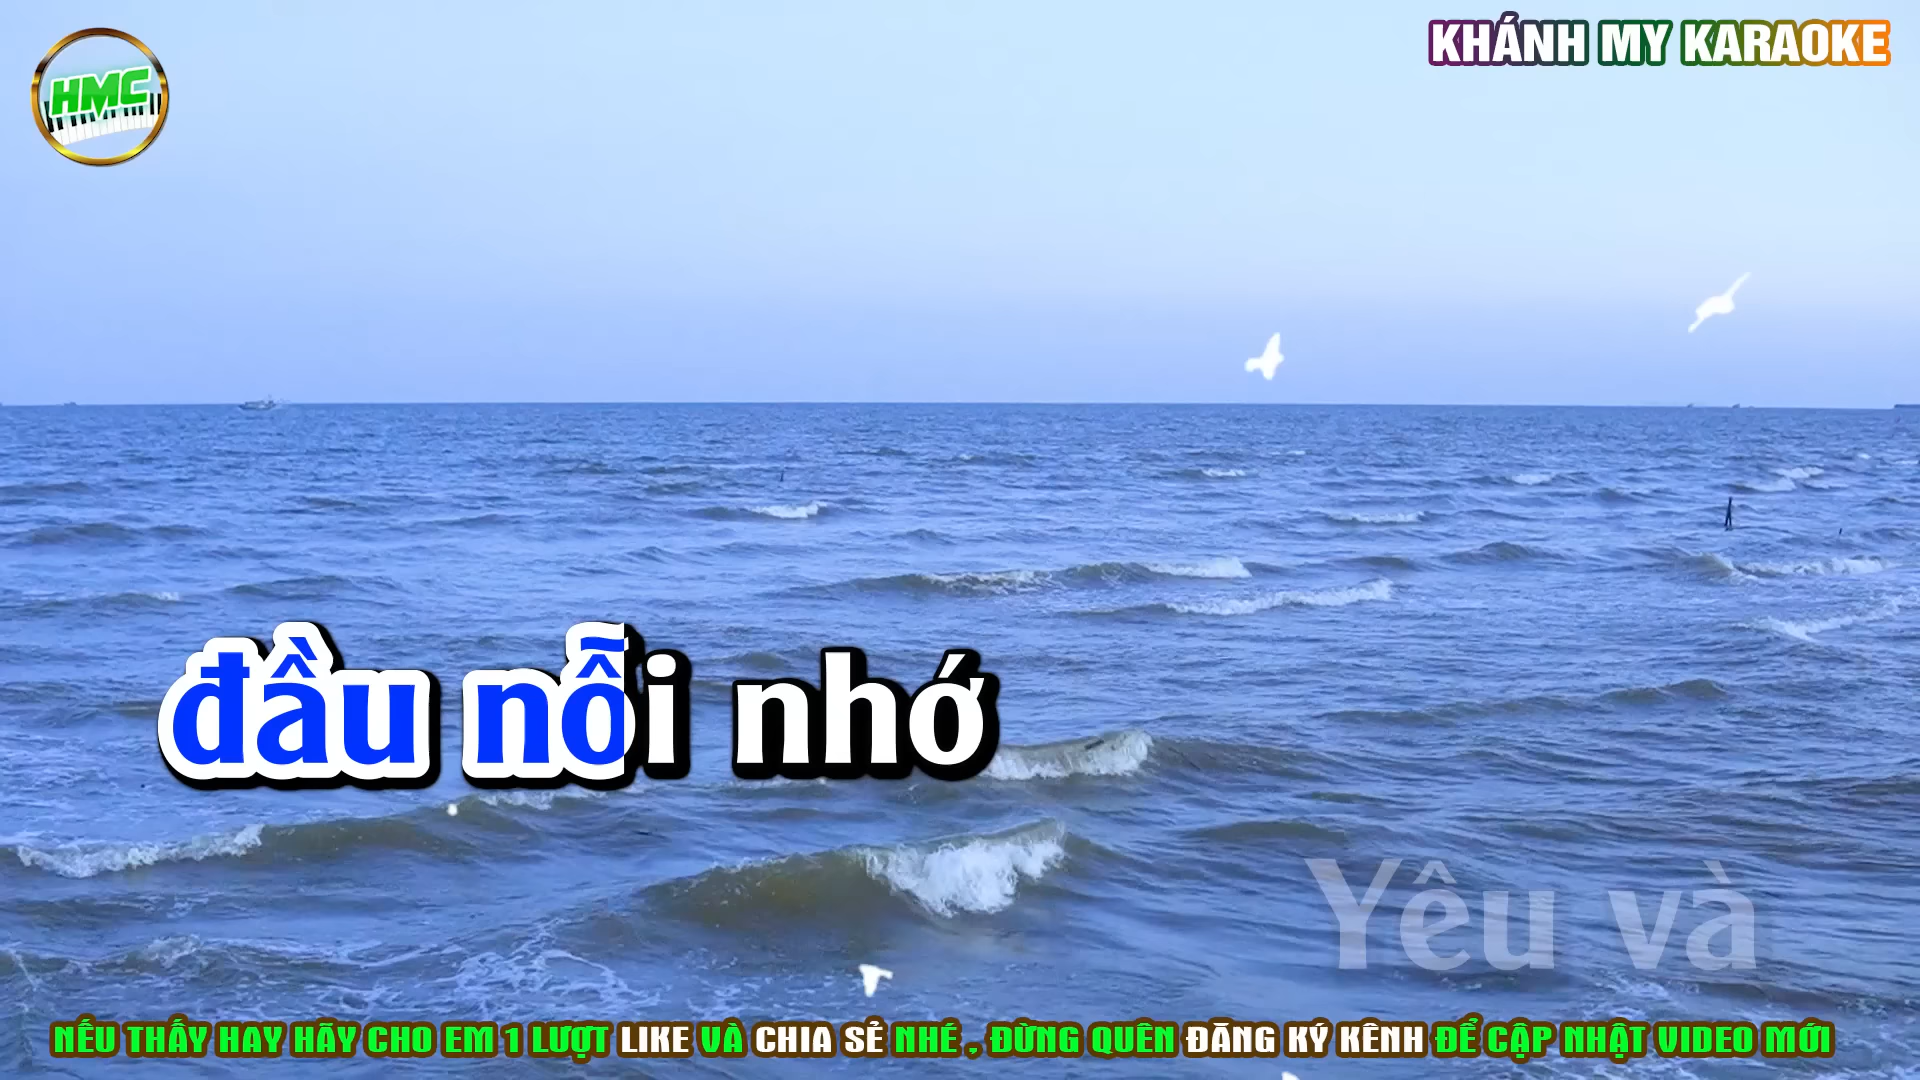 KHÁNH MY KARAOKE
HMC
đầu nỗi nhớ
Yêu và
NẾU THẤY HAY HÃY CHO EM 1 LƯỢT LIKE VÀ CHIA SẺ NHÉ , ĐỪNG QUÊN ĐĂNG KÝ KÊNH ĐỂ CẬP NHẬT VIDEO MỚI